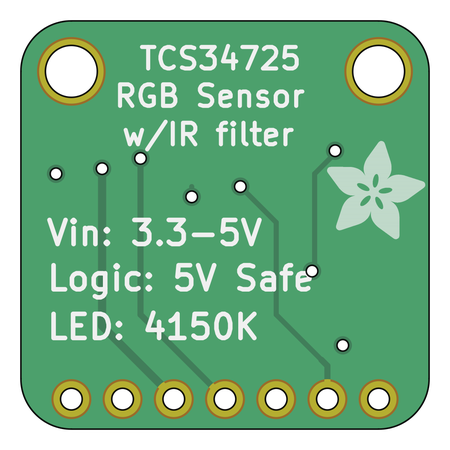 TCS34725
RGB Sensor
w/IR filter
Vin: 3.3-5V
Logic: 5V Safe
LED: 4150K